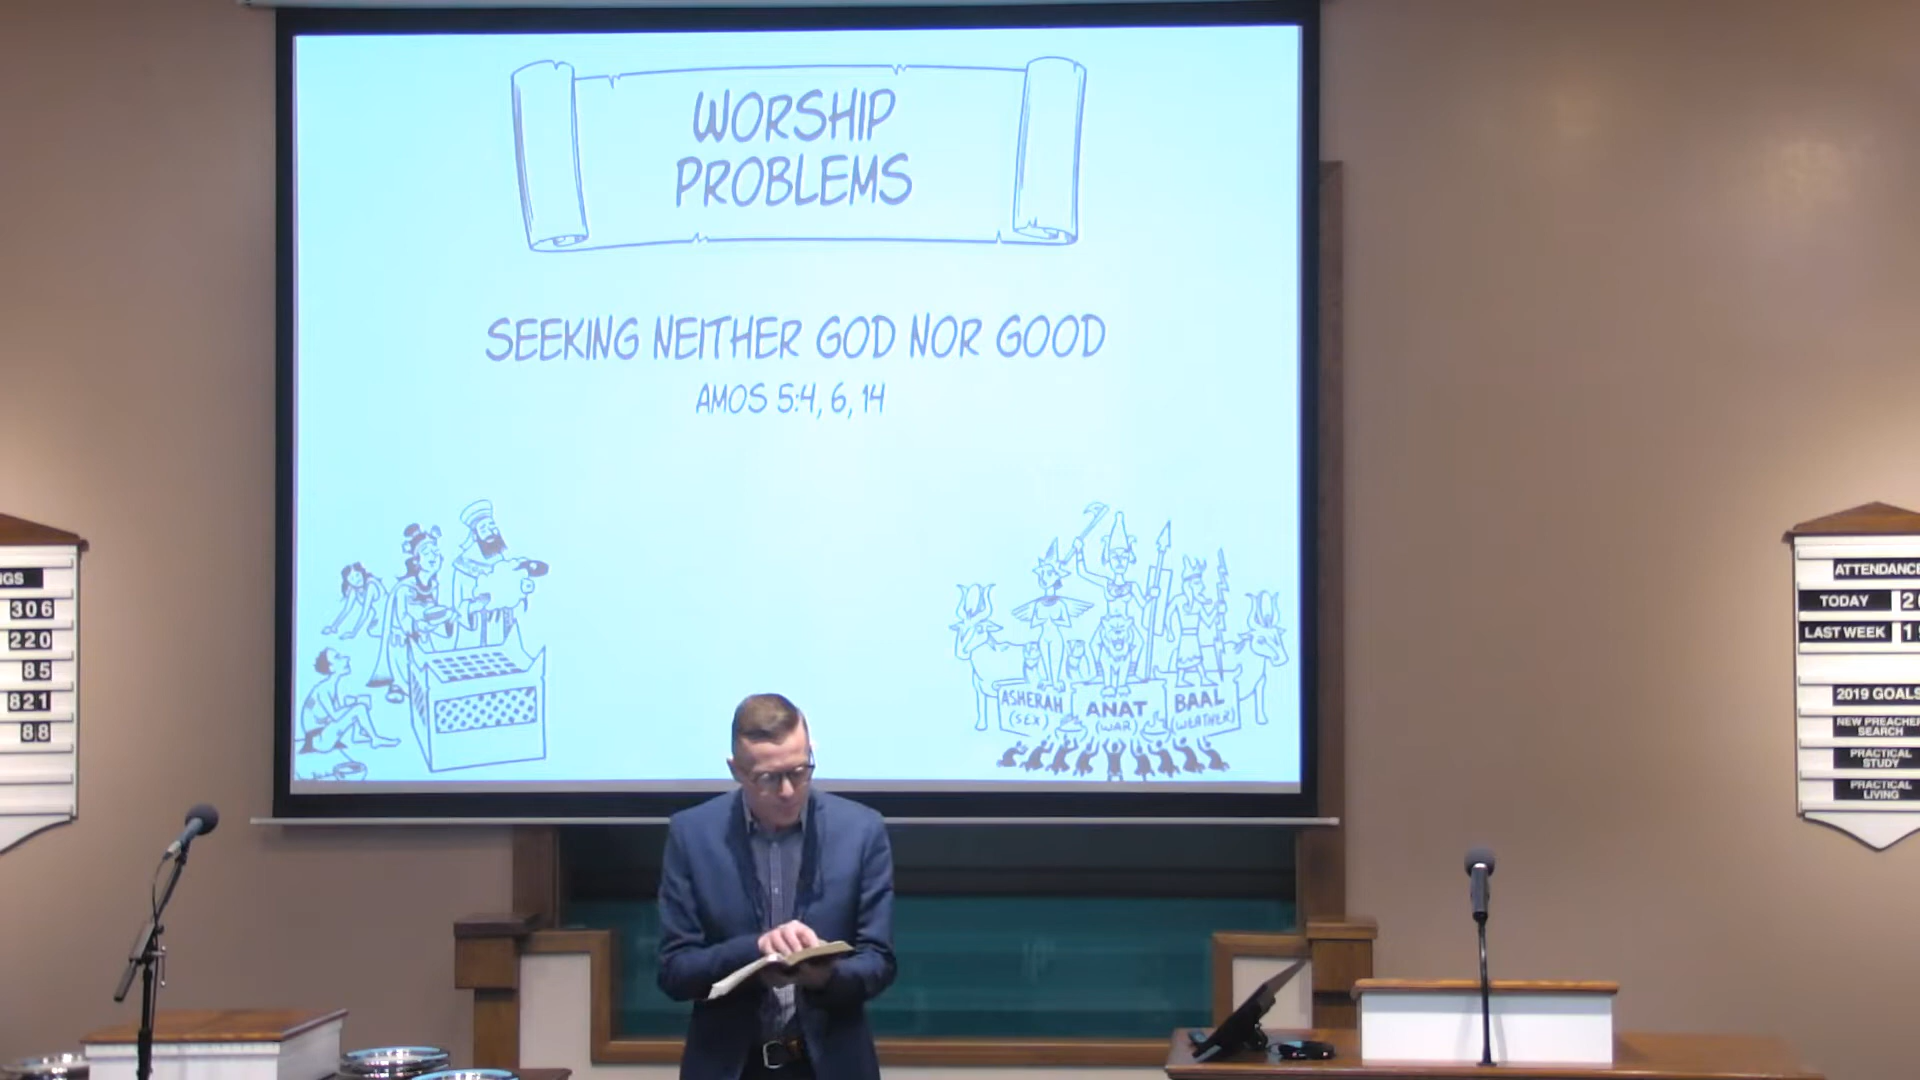 WORSHIP
PROBLEMS
SEEKING NEITHER GOD NOR GOOD
AMOS 5:4, 6, 14
ASHERAH
(SEX)
ANAT
(WAR)
BAAL
(WEATHER)
306
220
85
821
88
ATTENDANCE
TODAY
LAST WEEK
2019 GOALS
NEW PREACHER
SEARCH
PRACTICAL
STUDY
PRACTICAL
LIVING